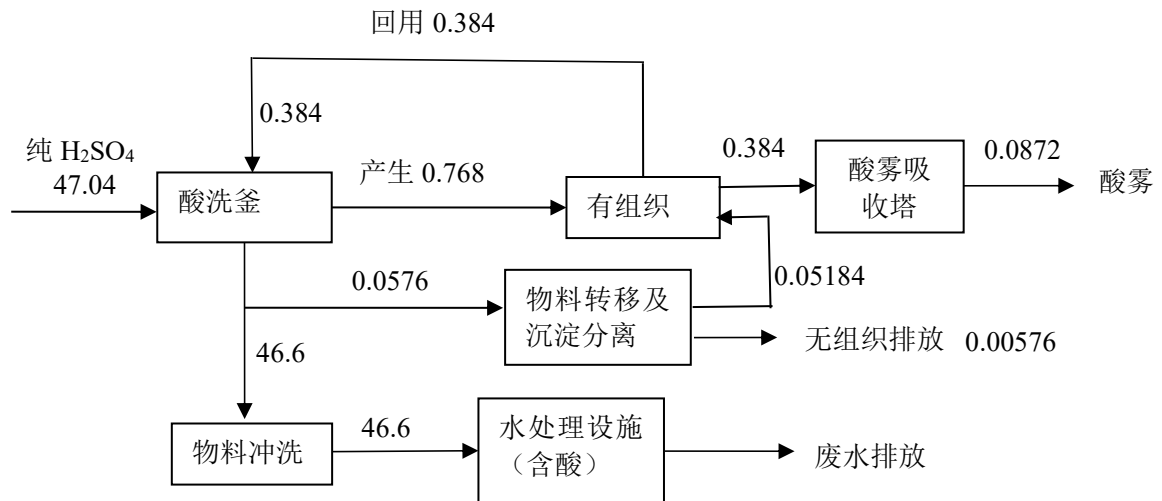 回用 0.384
0.384
纯 H₂SO₄
47.04
酸洗釜
产生 0.768
有组织
0.384
酸雾吸
收塔
0.0872
酸雾
0.0576
物料转移及
沉淀分离
0.05184
无组织排放 0.00576
46.6
物料冲洗
46.6
水处理设施
（含酸）
废水排放